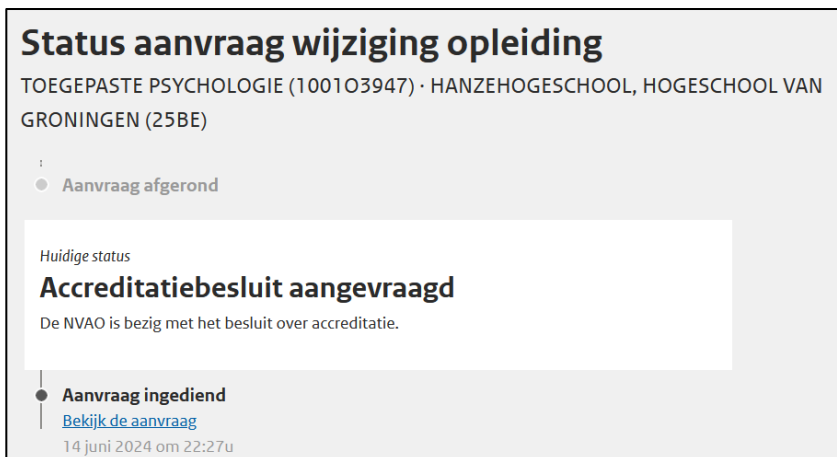 Status aanvraag wijziging opleiding
TOEGEPASTE PSYCHOLOGIE (1001O3947) · HANZEHOGESCHOOL, HOGESCHOOL VAN
GRONINGEN (25BE)
Aanvraag afgerond
Huidige status
Accreditatiebesluit aangevraagd
De NVAO is bezig met het besluit over accreditatie.
Aanvraag ingediend
Bekijk de aanvraag
14 juni 2024 om 22:27u